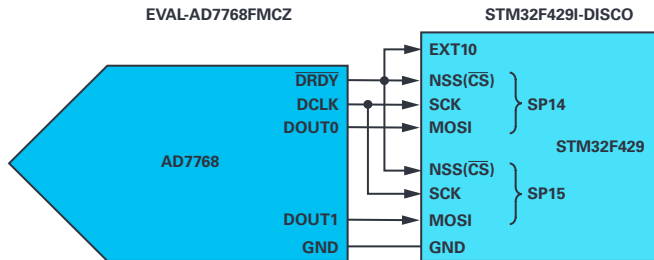 EVAL-AD7768FMCZ
STM32F429I-DISCO
EXT10
DRDY
NSS(CS)
DCLK
SCK
SP14
DOUT0
MOSI
AD7768
STM32F429
NSS(CS)
SCK
SP15
DOUT1
MOSI
GND
GND